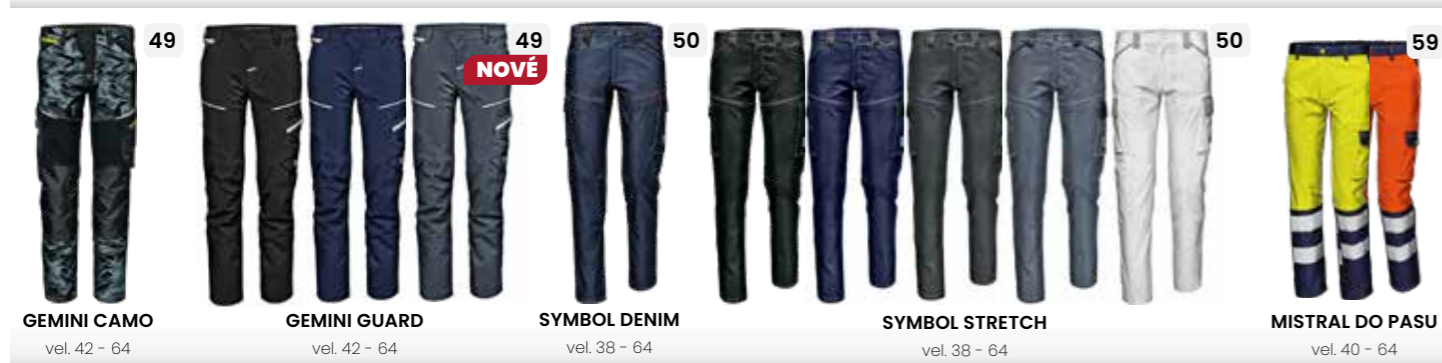 49
49
NOVÉ
50
50
59
GEMINI CAMO
vel. 42 - 64
GEMINI GUARD
vel. 42 - 64
SYMBOL DENIM
vel. 38 - 64
SYMBOL STRETCH
vel. 38 - 64
MISTRAL DO PASU
vel. 40 - 64